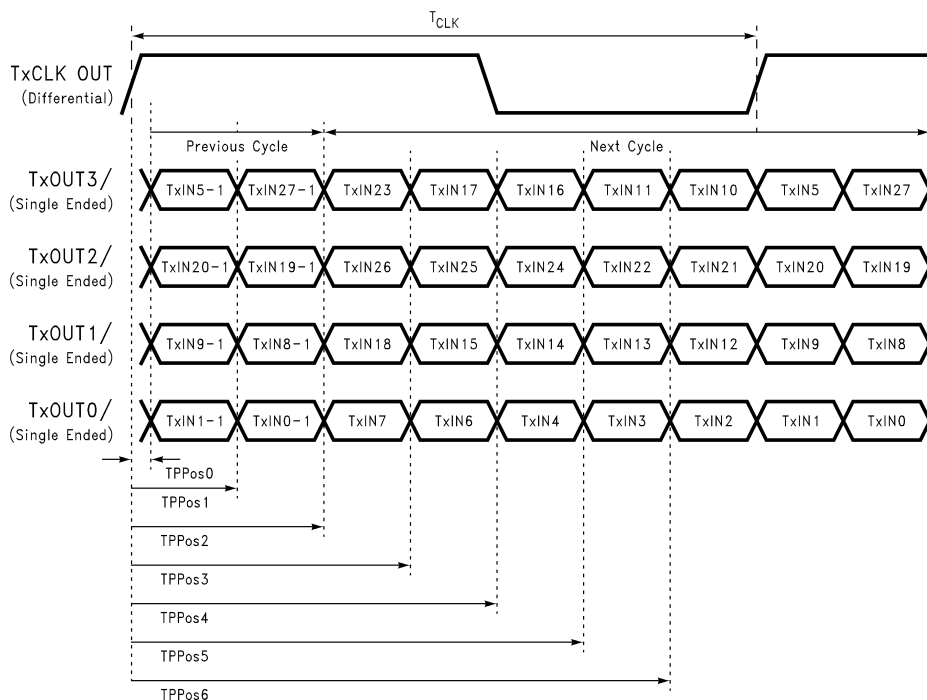 TCLK
TxCLK OUT
(Differential)
Previous Cycle
Next Cycle
TxOUT3/
(Single Ended)
TxIN5-1 TxIN27-1 TxIN23 TxIN17 TxIN16 TxIN11 TxIN10 TxIN5 TxIN27
TxOUT2/
(Single Ended)
TxIN20-1 TxIN19-1 TxIN26 TxIN25 TxIN24 TxIN22 TxIN21 TxIN20 TxIN19
TxOUT1/
(Single Ended)
TxIN9-1 TxIN8-1 TxIN18 TxIN15 TxIN14 TxIN13 TxIN12 TxIN9 TxIN8
TxOUT0/
(Single Ended)
TxIN1-1 TxIN0-1 TxIN7 TxIN6 TxIN4 TxIN3 TxIN2 TxIN1 TxIN0
TPPos0
TPPos1
TPPos2
TPPos3
TPPos4
TPPos5
TPPos6